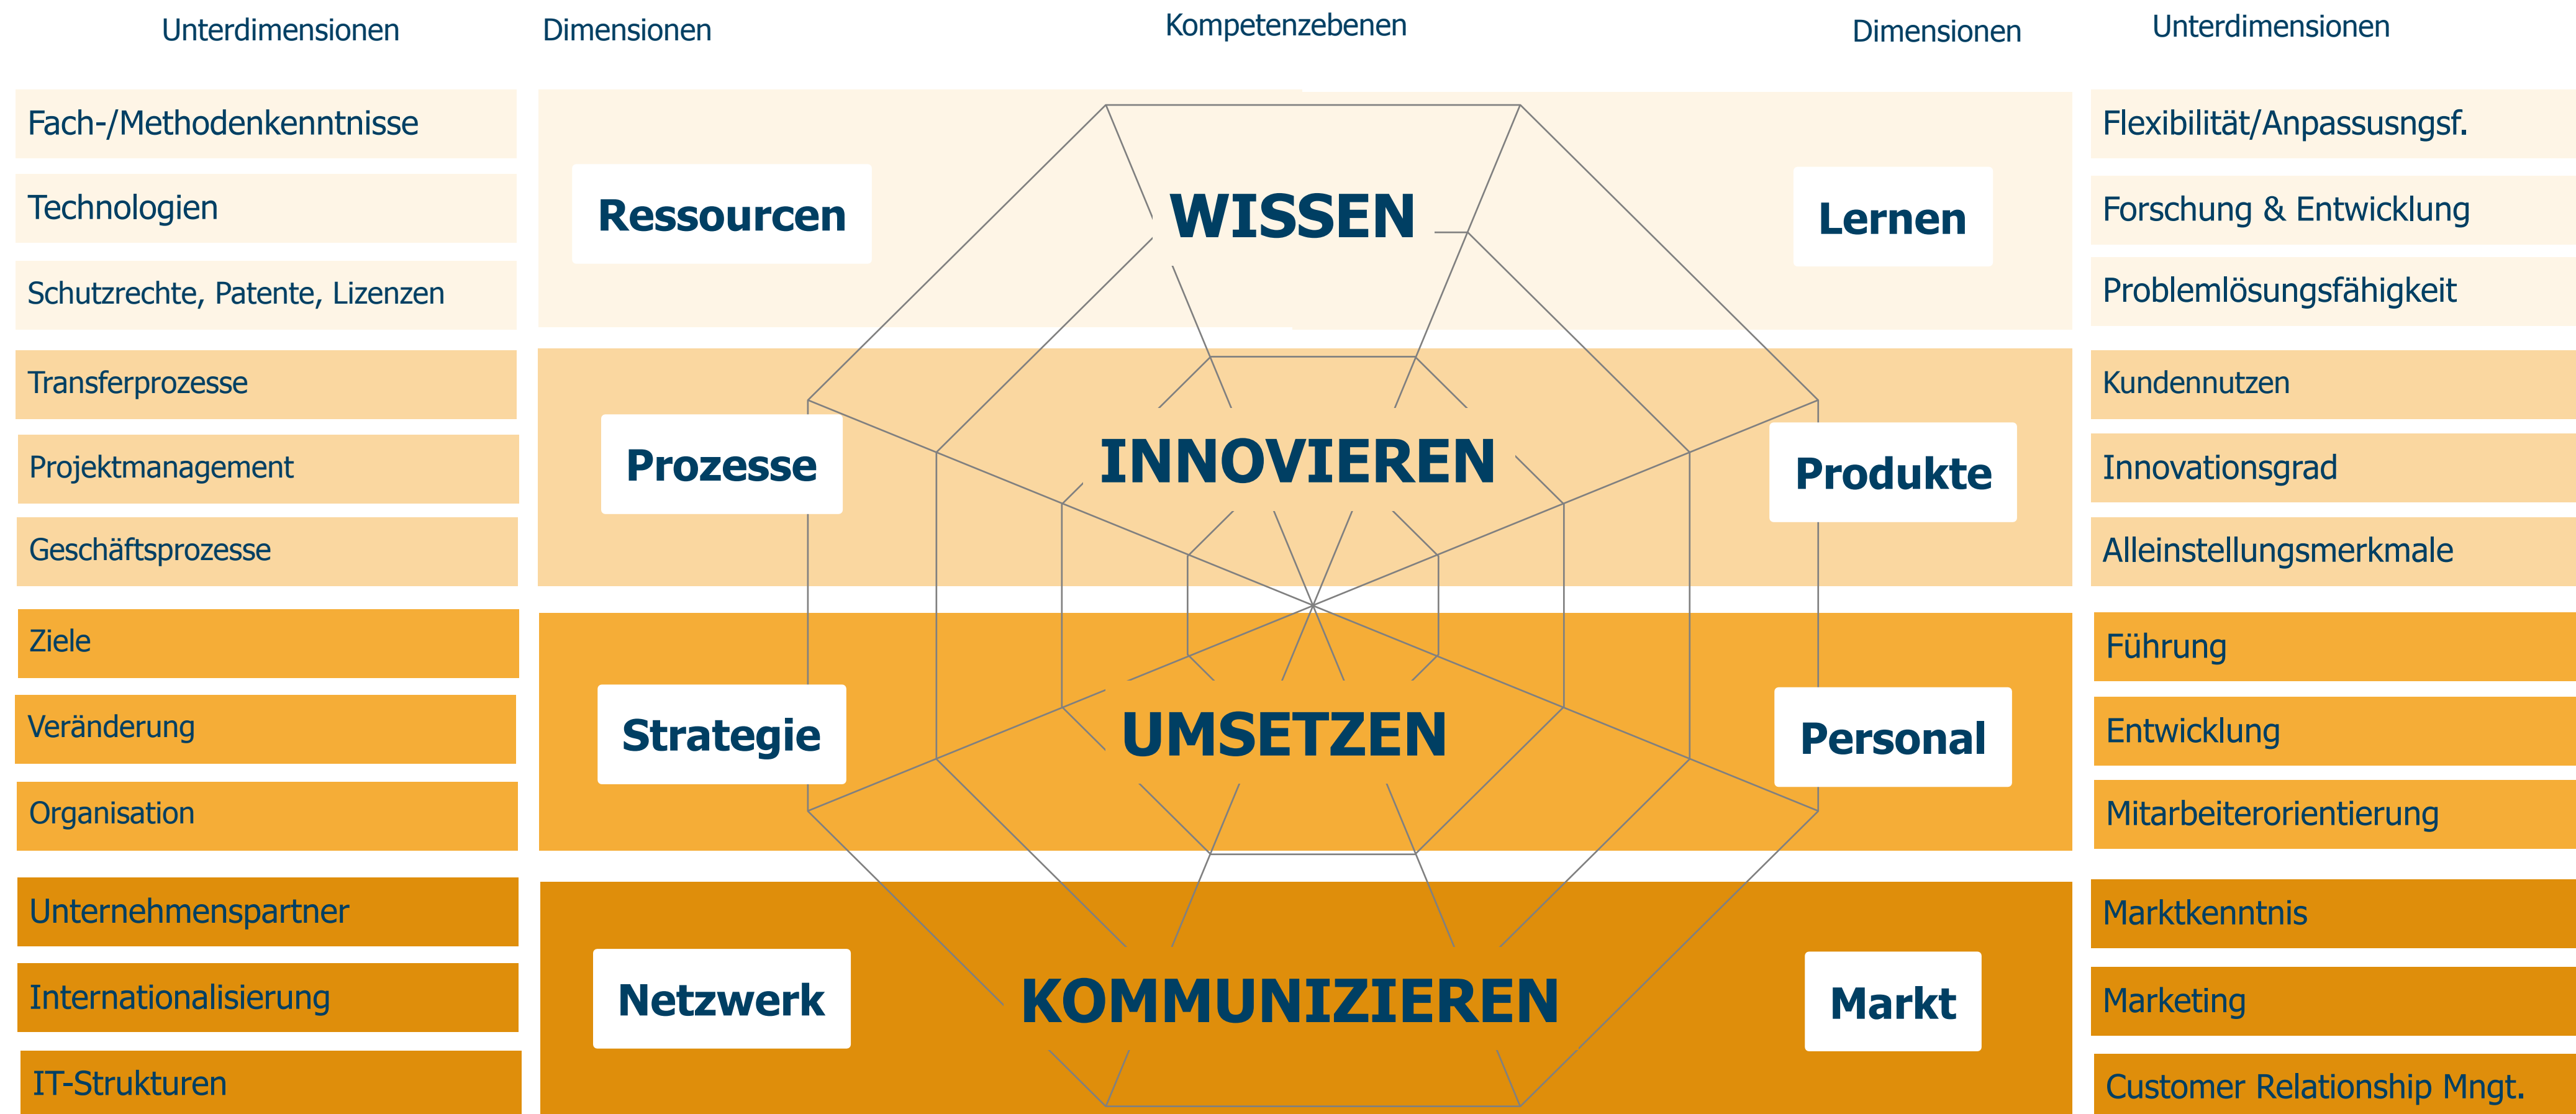 Unterdimensionen
Dimensionen
Kompetenzebenen
Dimensionen
Unterdimensionen
Fach-/Methodenkenntnisse
Technologien
Schutzrechte, Patente, Lizenzen
Ressourcen
WISSEN
Lernen
Flexibilität/Anpassusngsf.
Forschung & Entwicklung
Problemlösungsfähigkeit
Transferprozesse
Projektmanagement
Geschäftsprozesse
Prozesse
INNOVIEREN
Produkte
Kundennutzen
Innovationsgrad
Alleinstellungsmerkmale
Ziele
Veränderung
Organisation
Strategie
UMSETZEN
Personal
Führung
Entwicklung
Mitarbeiterorientierung
Unternehmenspartner
Internationalisierung
IT-Strukturen
Netzwerk
KOMMUNIZIEREN
Markt
Marktkenntnis
Marketing
Customer Relationship Mngt.